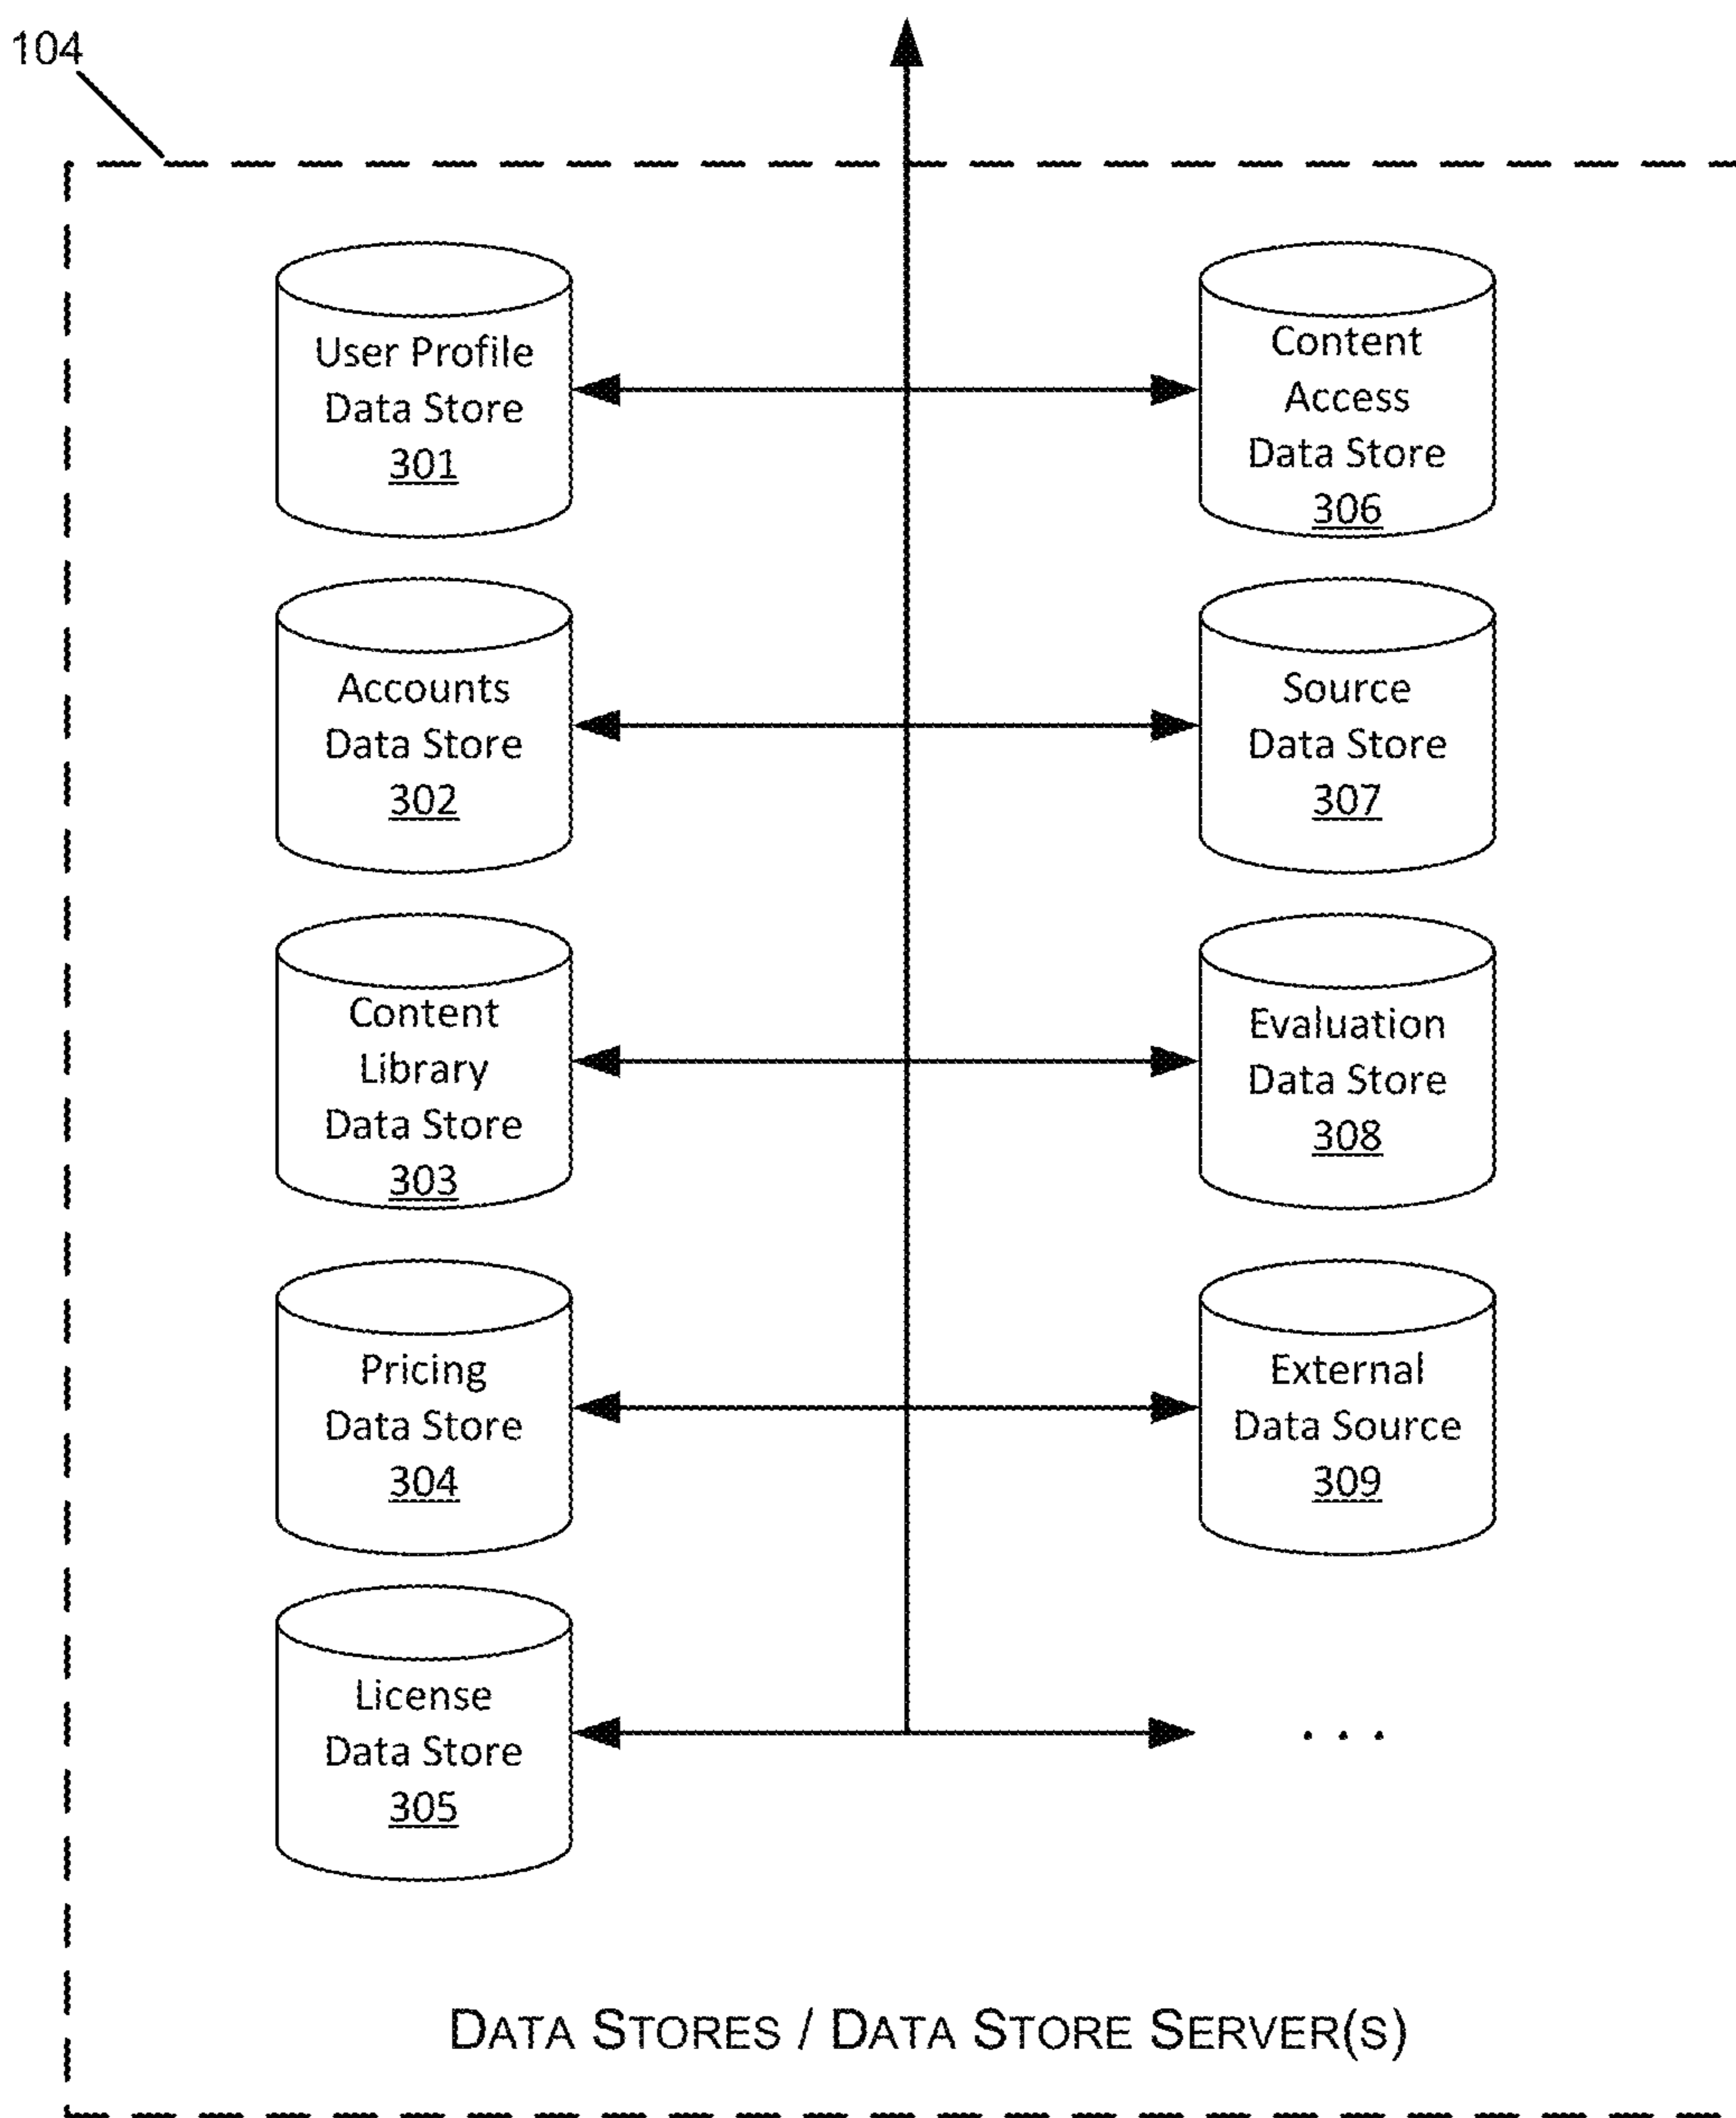 104
User Profile
Data Store
301
Content
Access
Data Store
306
Accounts
Data Store
302
Source
Data Store
307
Content
Library
Data Store
303
Evaluation
Data Store
308
Pricing
Data Store
304
External
Data Source
309
License
Data Store
305
. . .
DATA STORES / DATA STORE SERVER(S)